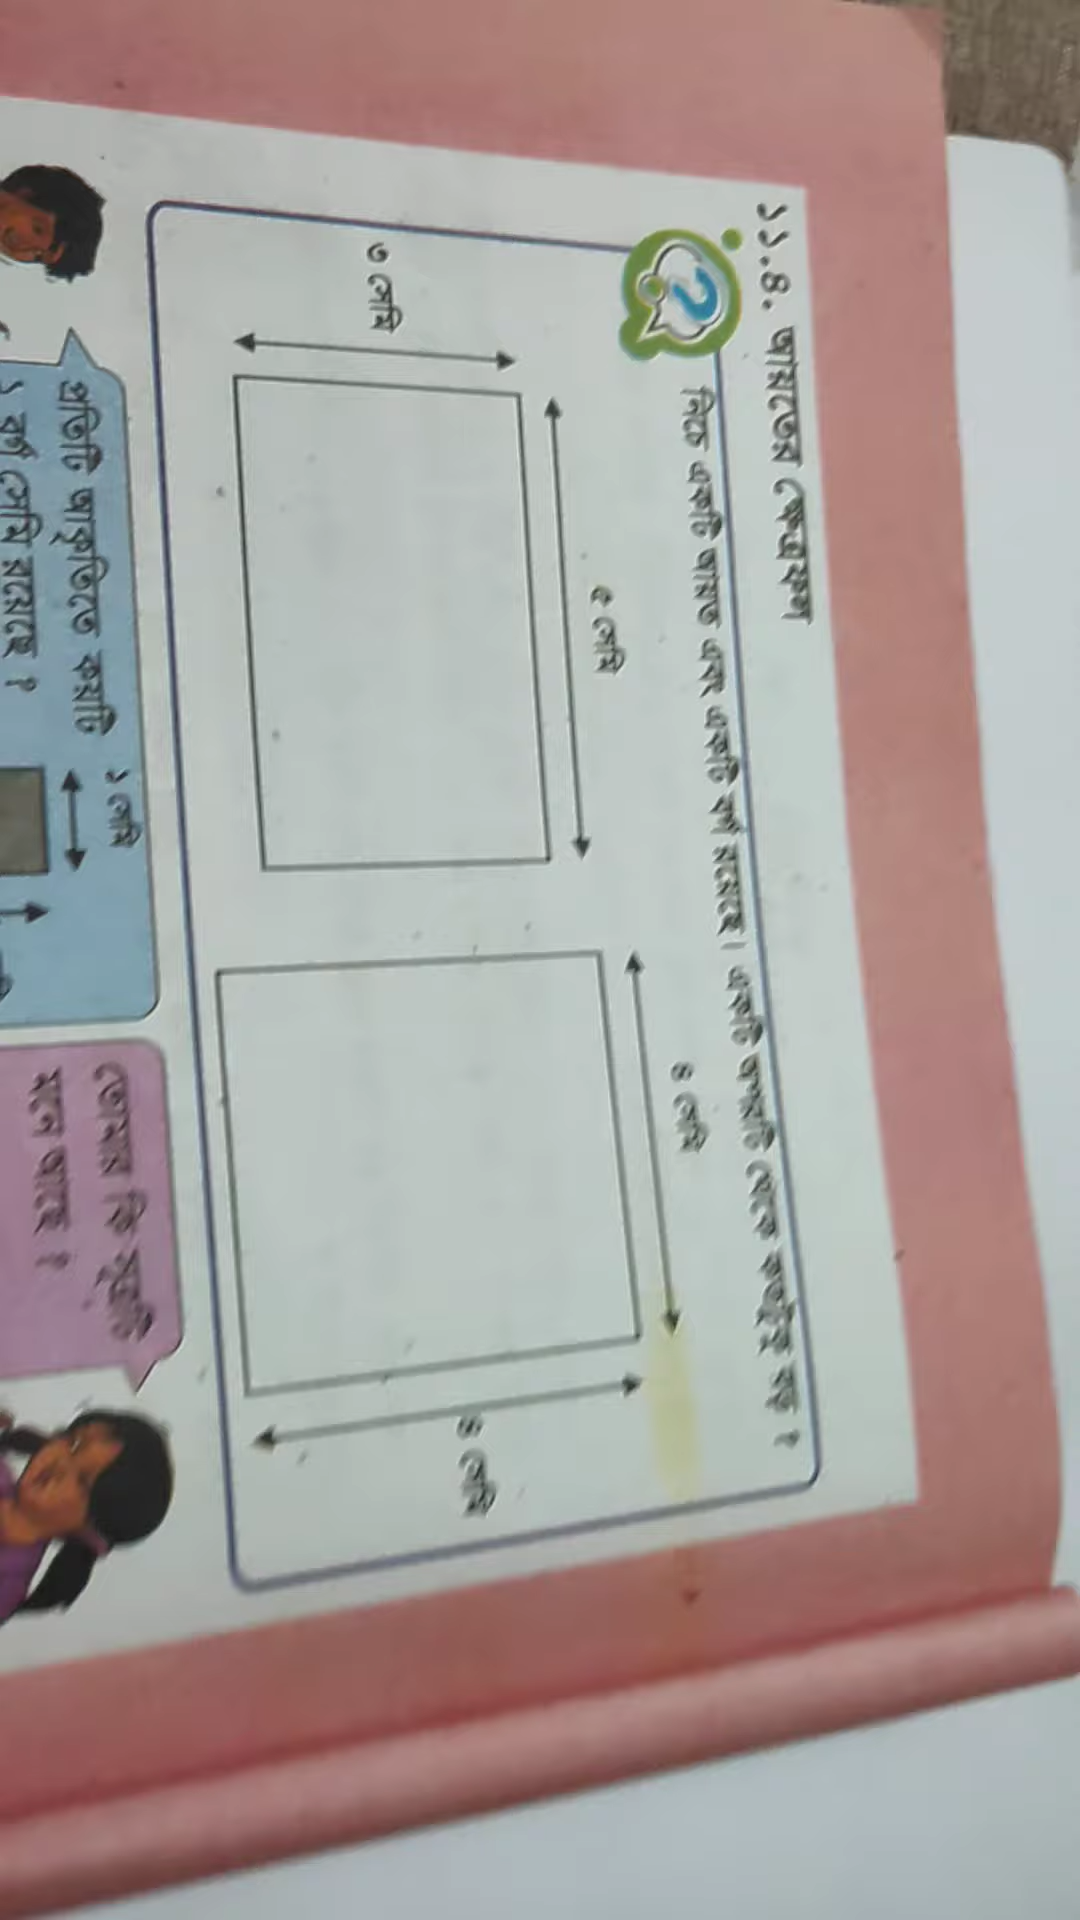 ১১.৪. আয়তের ক্ষেত্রফল
নিচে একটি আয়ত এবং একটি বর্গ রয়েছে। একটি অপরটি থেকে কতটুকু বড় ?
৫ সেমি
৪ সেমি
৩ সেমি
৪ সেমি
প্রতিটি আকৃতিতে কয়টি
১ বর্গ সেমি রয়েছে ?
১ সেমি
তোমার কি সূত্রটি
মনে আছে ?